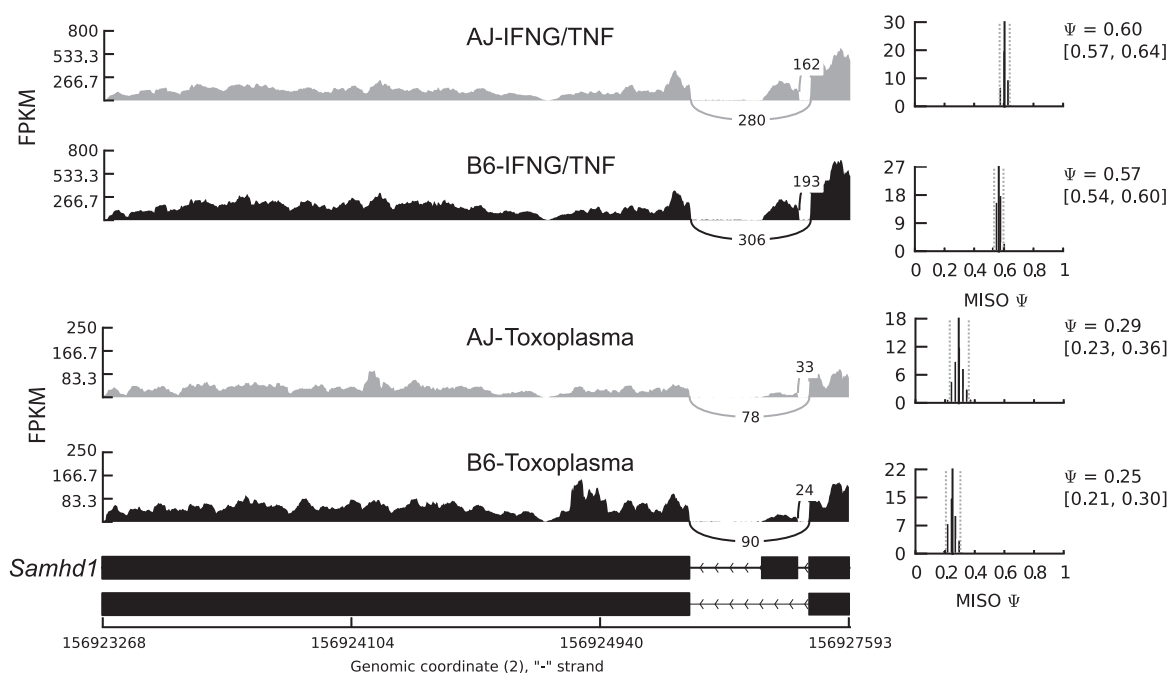 AJ-IFNG/TNF
FPKM
800
533.3
266.7
162
280
30
20
10
0
Ψ = 0.60
[0.57, 0.64]
B6-IFNG/TNF
800
533.3
266.7
193
306
27
18
9
0
0 0.2 0.4 0.6 0.8 1
MISO Ψ
Ψ = 0.57
[0.54, 0.60]
AJ-Toxoplasma
FPKM
250
166.7
83.3
33
78
18
12
6
0
Ψ = 0.29
[0.23, 0.36]
B6-Toxoplasma
250
166.7
83.3
24
90
22
15
7
0
0 0.2 0.4 0.6 0.8 1
MISO Ψ
Ψ = 0.25
[0.21, 0.30]
Samhd1
156923268 156924104 156924940 156927593
Genomic coordinate (2), "-" strand